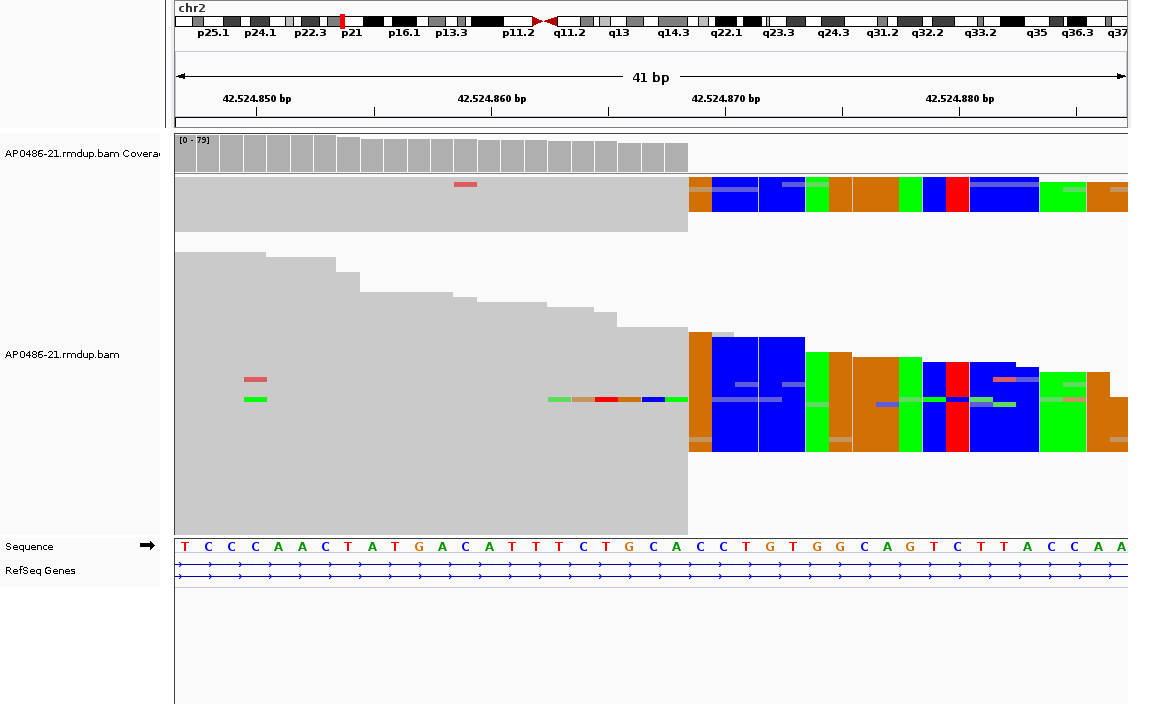 chr2
p25.1 p24.1 p22.3 p21 p16.1 p13.3 p11.2 q11.2 q13 q14.3 q22.1 q23.3 q24.3 q31.2 q32.2 q33.2 q35 q36.3 q37
41 bp
42.524.850 bp 42.524.860 bp 42.524.870 bp 42.524.880 bp
[0 - 79]
AP0486-21.rmdup.bam Covera
AP0486-21.rmdup.bam
Sequence T C C C A A C T A T G A C A T T T C T G C A C C T G T G G C A G T C T T A C C A A
RefSeq Genes